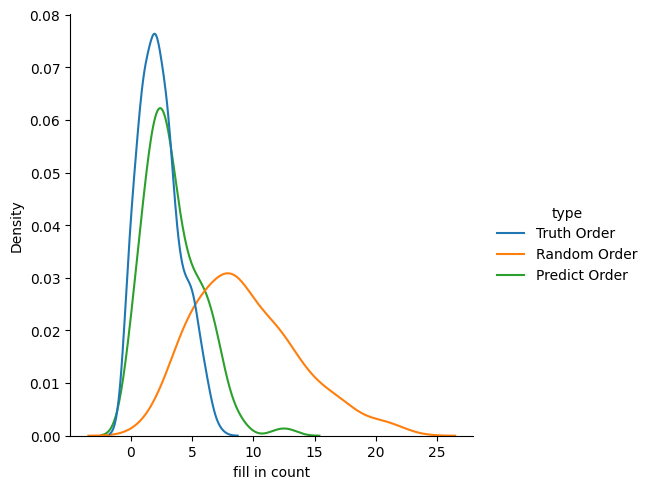 0.08
0.07
0.06
0.05
0.04
0.03
0.02
0.01
0.00
Density
0 5 10 15 20 25
fill in count
type
Truth Order
Random Order
Predict Order